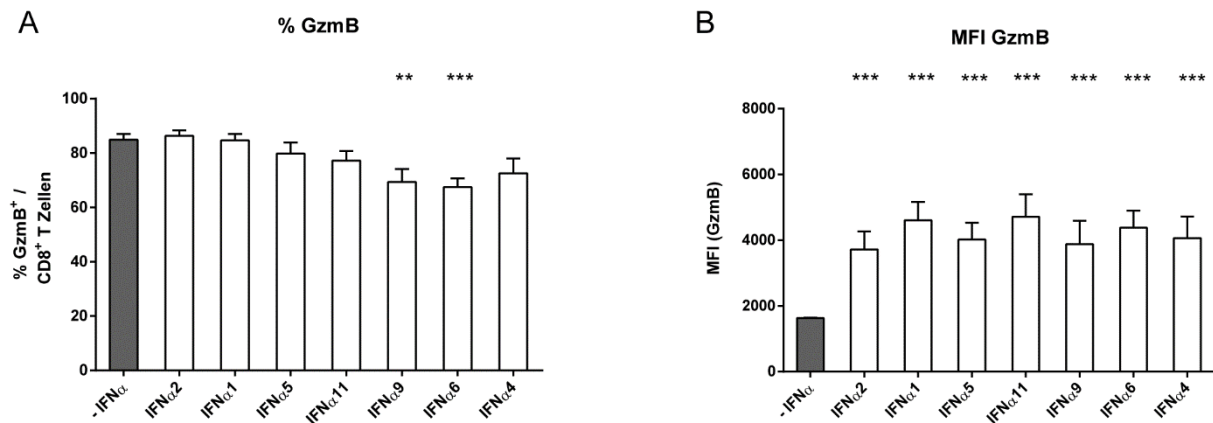 A
% GzmB
** ***
100
80
60
40
20
0
% GzmB⁺ /
CD8⁺ T Zellen
- IFNα
IFNα2
IFNα1
IFNα5
IFNα11
IFNα9
IFNα6
IFNα4
B
MFI GzmB
*** *** *** *** *** *** ***
8000
6000
4000
2000
0
MFI (GzmB)
- IFNα
IFNα2
IFNα1
IFNα5
IFNα11
IFNα9
IFNα6
IFNα4